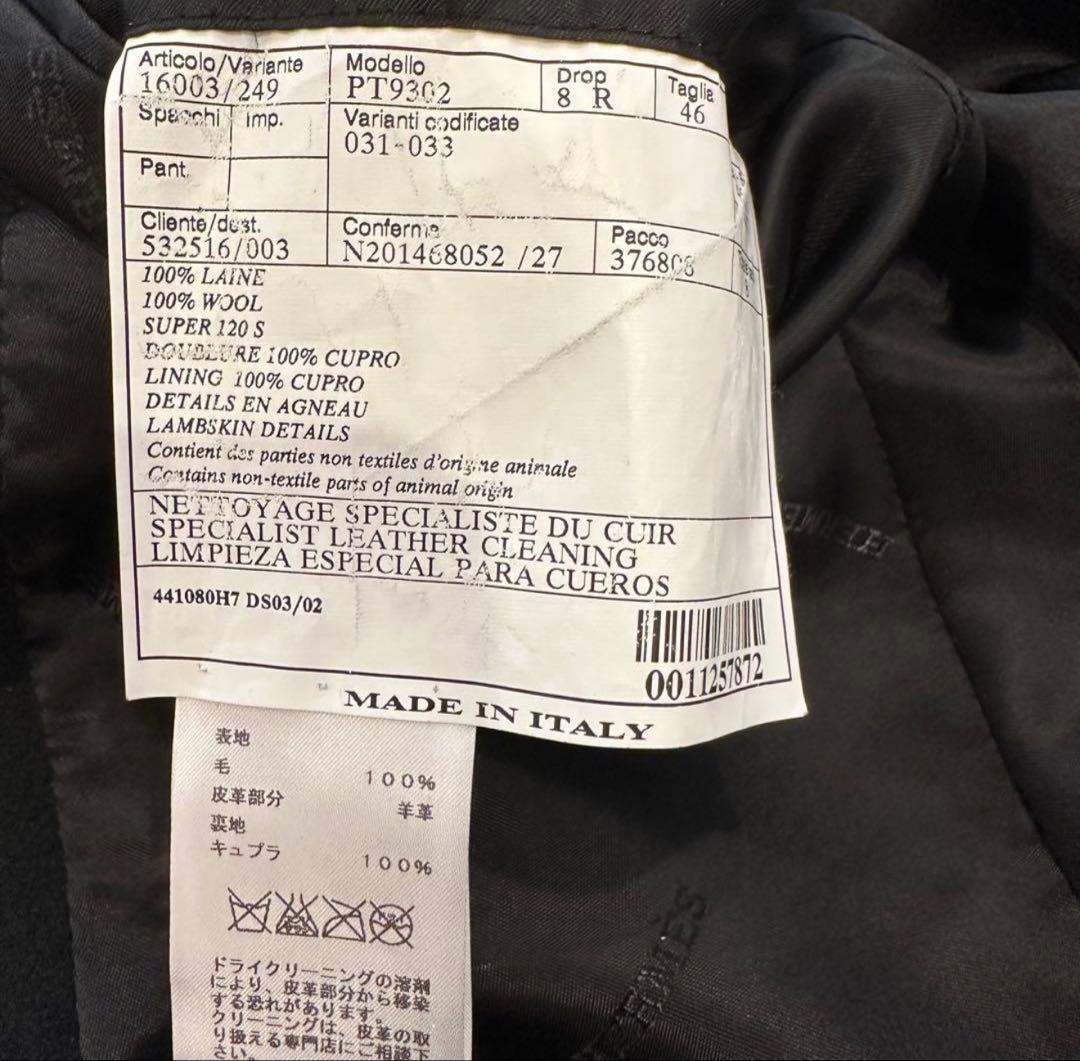 Articolo/Variante
16003/249
Modello
PT9302
Drop
8 R
Taglia
46
Spacchi imp.
Varianti codificate
031-033
Pant.
Cliente/dest.
532516/003
Conferma
N201468052 /27
Pacco
376808
100% LAINE
100% WOOL
SUPER 120 S
DOUBLURE 100% CUPRO
LINING 100% CUPRO
DETAILS EN AGNEAU
LAMBSKIN DETAILS
Contient des parties non textiles d'origine animale
Contains non-textile parts of animal origin
NETTOYAGE SPECIALISTE DU CUIR
SPECIALIST LEATHER CLEANING
LIMPIEZA ESPECIAL PARA CUEROS
441080H7 DS03/02
0011257872
MADE IN ITALY
表地
毛 100%
皮革部分
羊革
裏地
キュプラ 100%
ドライクリーニングの溶剤
により、皮革部分から移染
する恐れがあります。
クリーニングは、皮革の取
り扱える専門店にご相談下
さい。
HERMÈS
HERMÈS